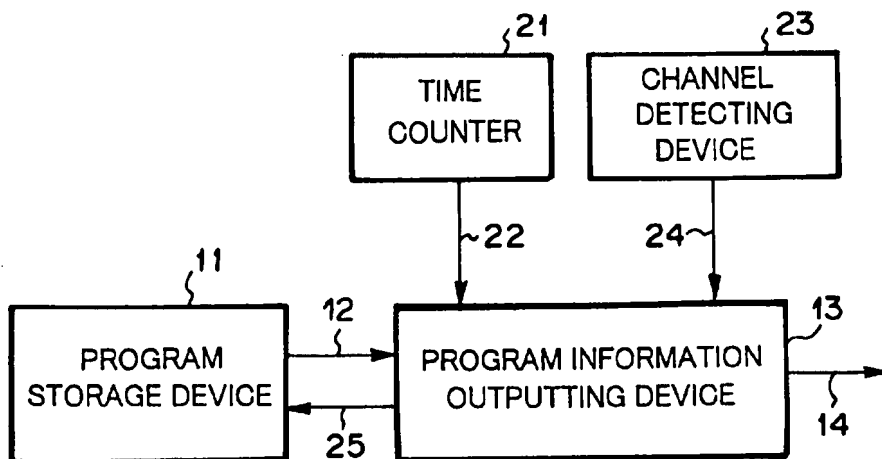 21
TIME
COUNTER
23
CHANNEL
DETECTING
DEVICE
22
24
11
PROGRAM
STORAGE DEVICE
12
25
13
PROGRAM INFORMATION
OUTPUTTING DEVICE
14